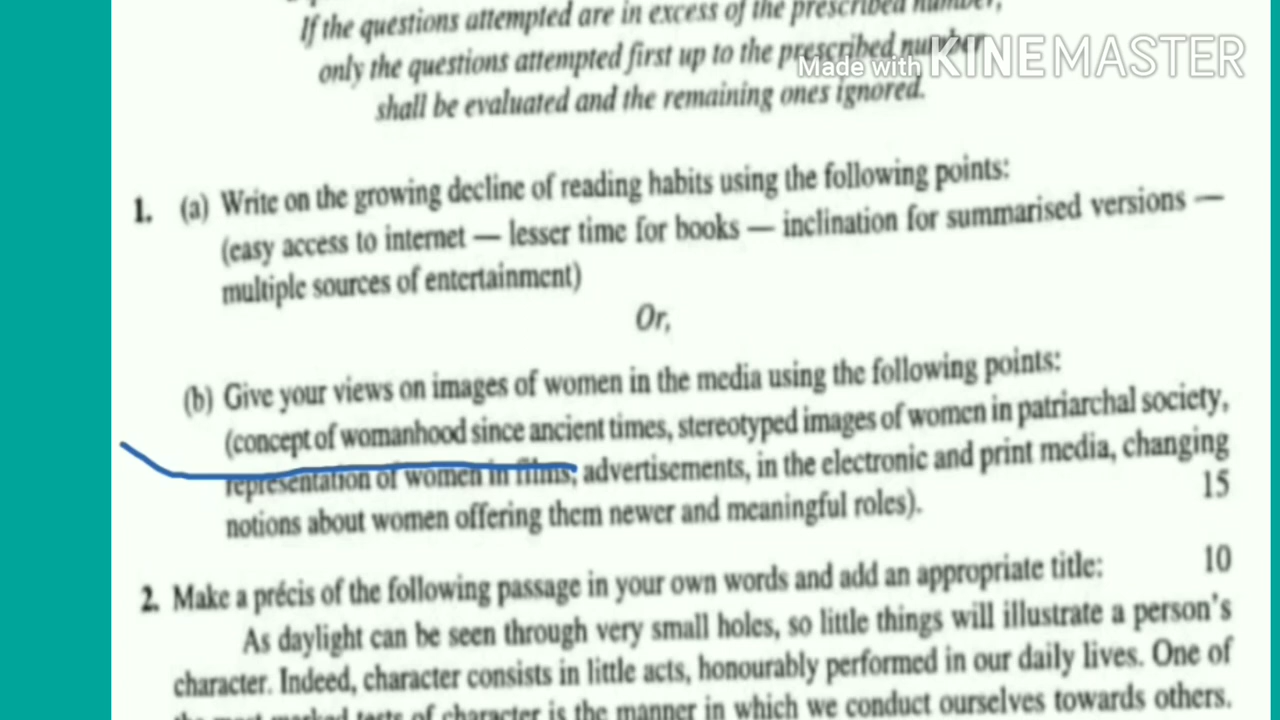 If the questions attempted are in excess of the prescribed number,
only the questions attempted first up to the prescribed number
Made with KINEMASTER
shall be evaluated and the remaining ones ignored.
1. (a) Write on the growing decline of reading habits using the following points:
(easy access to internet — lesser time for books — inclination for summarised versions —
multiple sources of entertainment)
Or,
(b) Give your views on images of women in the media using the following points:
(concept of womanhood since ancient times, stereotyped images of women in patriarchal society,
representation of women in films, advertisements, in the electronic and print media, changing
notions about women offering them newer and meaningful roles). 15
2. Make a précis of the following passage in your own words and add an appropriate title: 10
As daylight can be seen through very small holes, so little things will illustrate a person's
character. Indeed, character consists in little acts, honourably performed in our daily lives. One of
the most marked tests of character is the manner in which we conduct ourselves towards others.